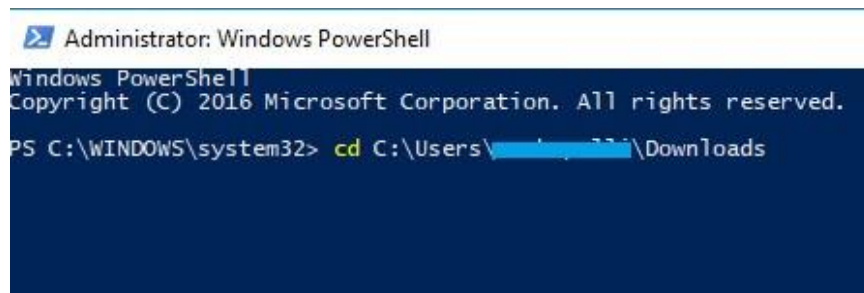 Administrator: Windows PowerShell
Windows PowerShell
Copyright (C) 2016 Microsoft Corporation. All rights reserved.
PS C:\WINDOWS\system32> cd C:\Users\ \Downloads